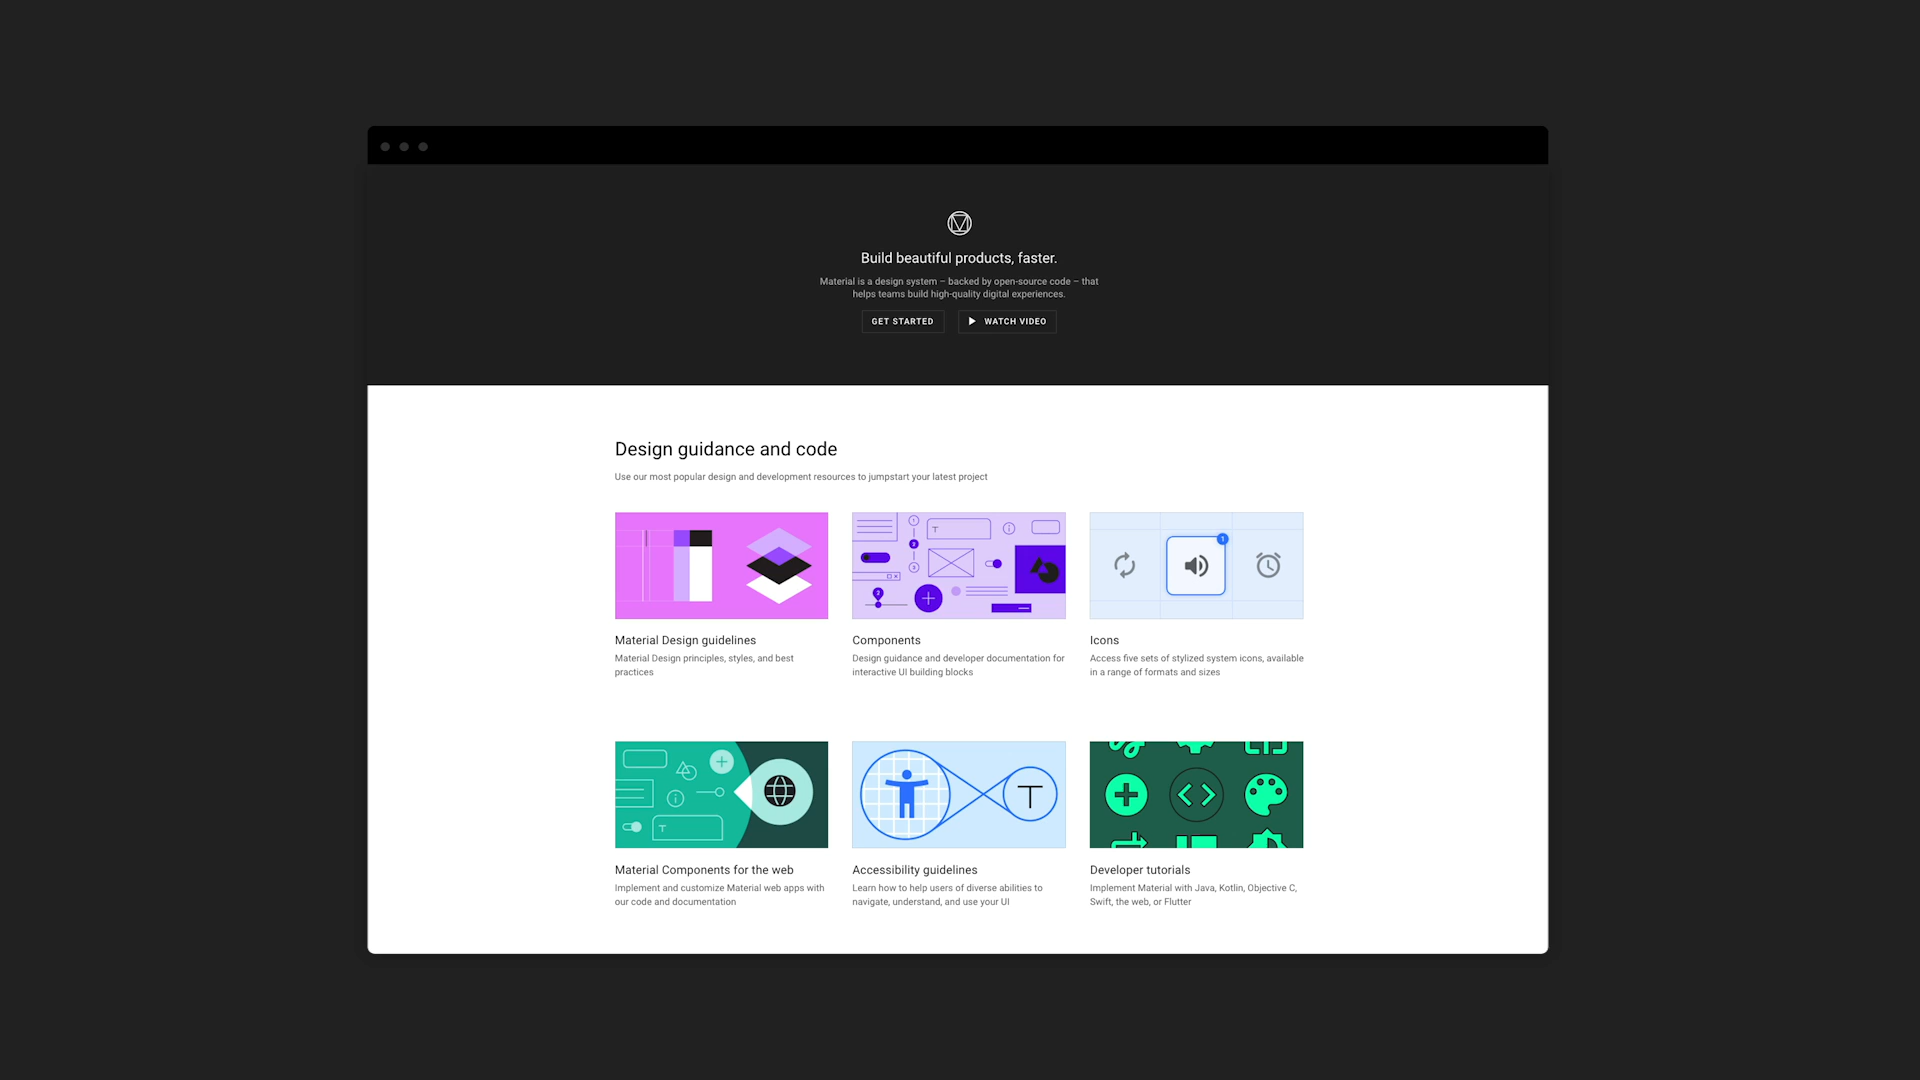 Build beautiful products, faster.
Material is a design system – backed by open-source code – that
helps teams build high-quality digital experiences.
GET STARTED
WATCH VIDEO
Design guidance and code
Use our most popular design and development resources to jumpstart your latest project
1
2
3
T
i
2
1
Material Design guidelines
Material Design principles, styles, and best
practices
Components
Design guidance and developer documentation for
interactive UI building blocks
Icons
Access five sets of stylized system icons, available
in a range of formats and sizes
i
T
T
Material Components for the web
Implement and customize Material web apps with
our code and documentation
Accessibility guidelines
Learn how to help users of diverse abilities to
navigate, understand, and use your UI
Developer tutorials
Implement Material with Java, Kotlin, Objective C,
Swift, the web, or Flutter